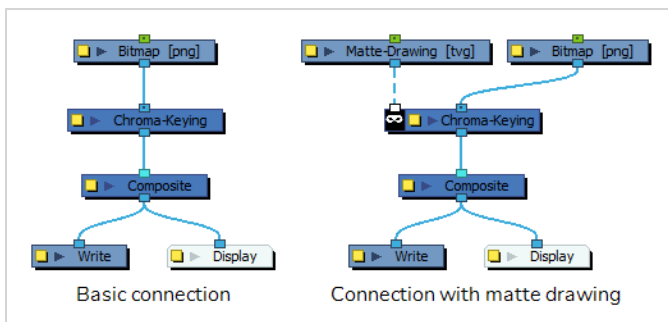 Bitmap [png]
Chroma-Keying
Composite
Write
Display
Basic connection
Matte-Drawing [tvg]
Bitmap [png]
Chroma-Keying
Composite
Write
Display
Connection with matte drawing